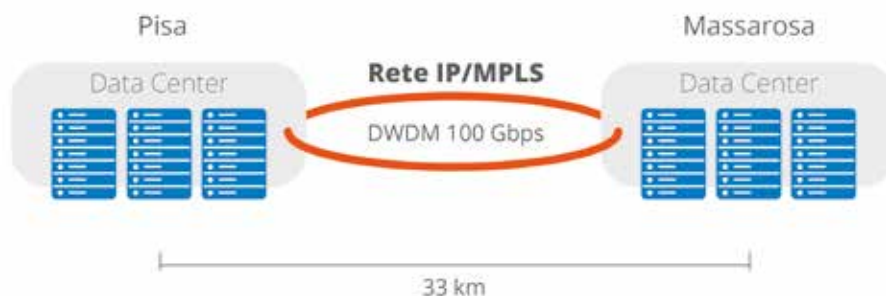 Pisa
Massarosa
Data Center
Rete IP/MPLS
Data Center
DWDM 100 Gbps
33 km